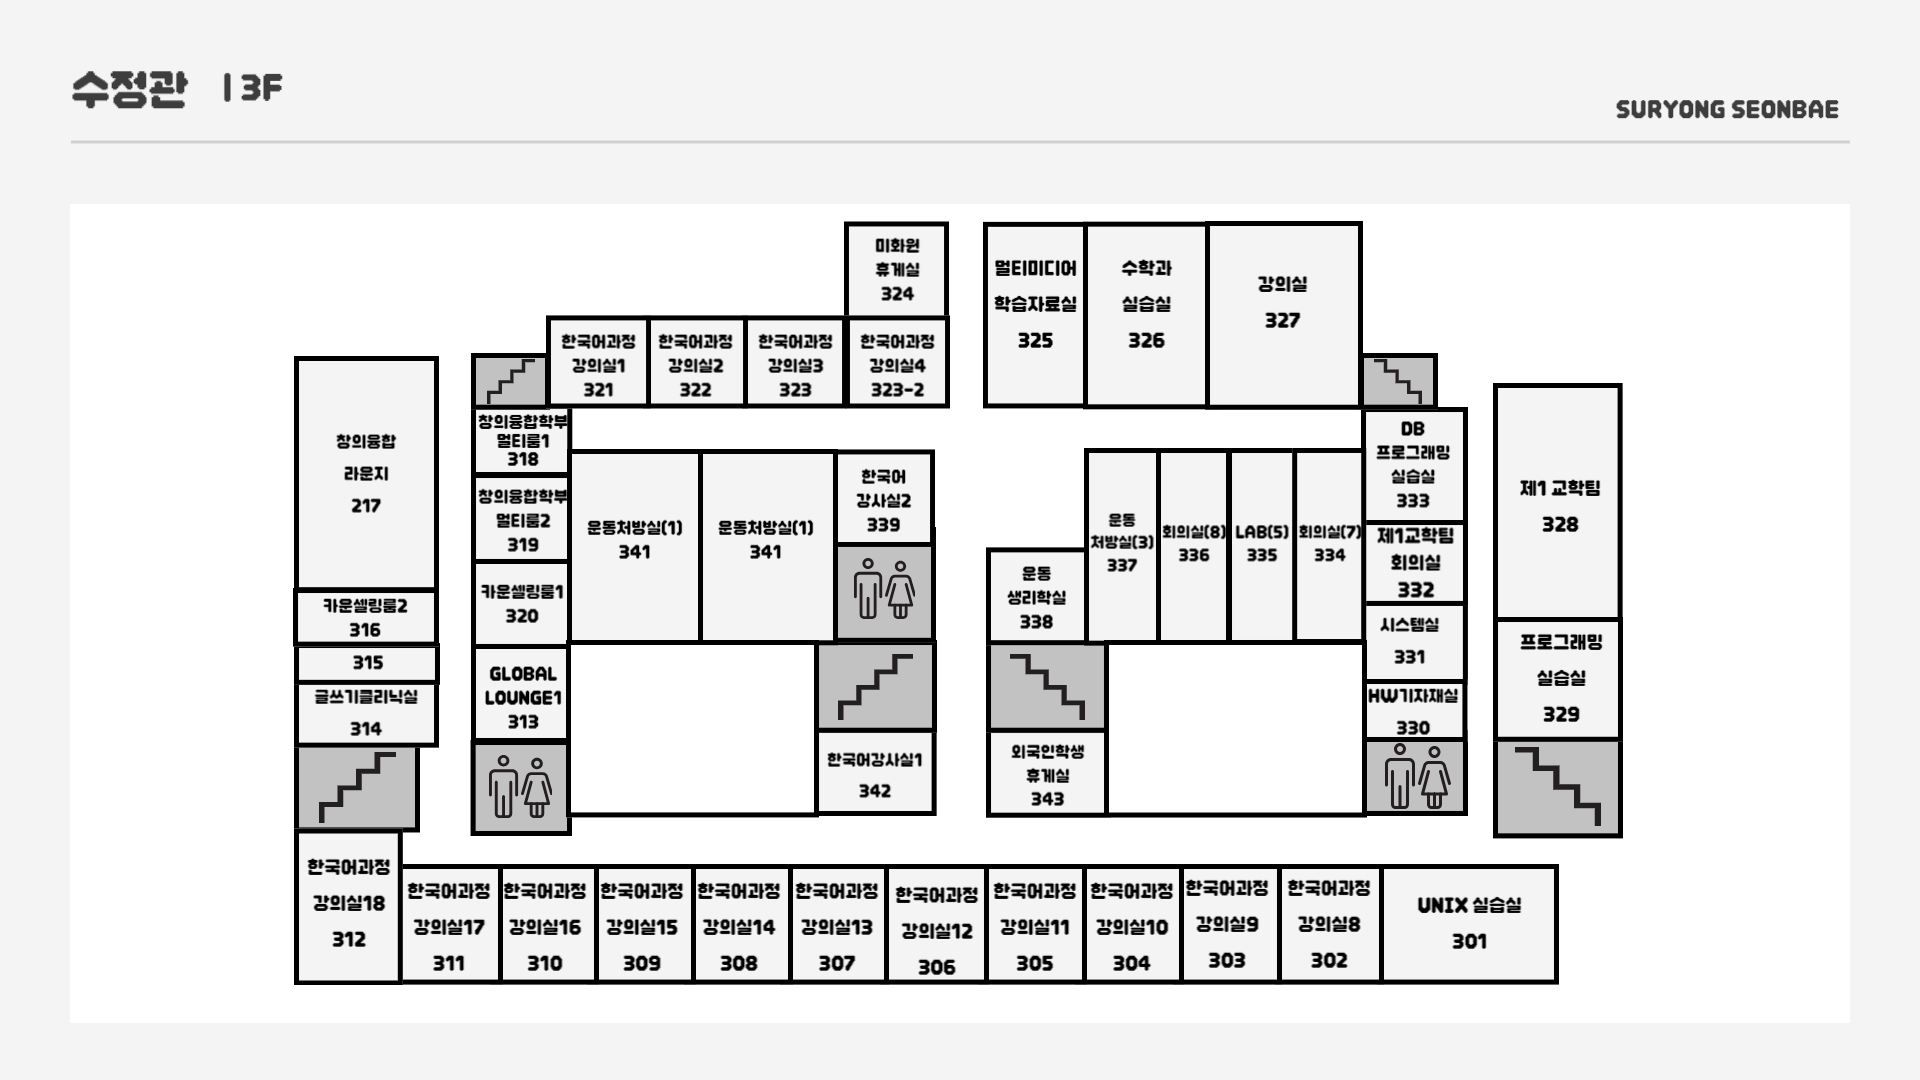 수정관 | 3F
SURYONG SEONBAE
미화원
휴게실
324
멀티미디어
학습자료실
325
수학과
실습실
326
강의실
327
한국어과정
강의실1
321
한국어과정
강의실2
322
한국어과정
강의실3
323
한국어과정
강의실4
323-2
창의융합
라운지
217
창의융합학부
멀티룸1
318
창의융합학부
멀티룸2
319
카운셀링룸1
320
GLOBAL
LOUNGE1
313
운동처방실(1)
341
운동처방실(1)
341
한국어
강사실2
339
운동
생리학실
338
운동
처방실(3)
337
회의실(8)
336
LAB(5)
335
회의실(7)
334
DB
프로그래밍
실습실
333
제1교학팀
회의실
332
시스템실
331
HW기자재실
330
제1 교학팀
328
프로그래밍
실습실
329
카운셀링룸2
316
315
글쓰기클리닉실
314
한국어강사실1
342
외국인학생
휴게실
343
한국어과정
강의실18
312
한국어과정
강의실17
311
한국어과정
강의실16
310
한국어과정
강의실15
309
한국어과정
강의실14
308
한국어과정
강의실13
307
한국어과정
강의실12
306
한국어과정
강의실11
305
한국어과정
강의실10
304
한국어과정
강의실9
303
한국어과정
강의실8
302
UNIX 실습실
301